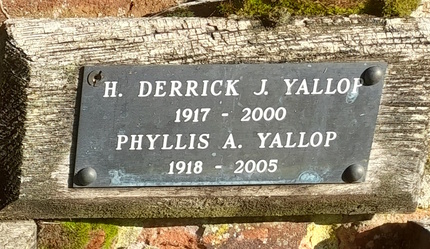 H. DERRICK J. YALLOP
1917 - 2000
PHYLLIS A. YALLOP
1918 - 2005